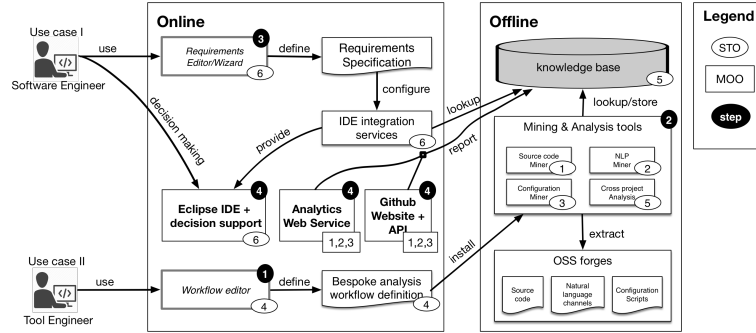 Use case I
Software Engineer
use
decision making
Online
3
Requirements
Editor/Wizard
6
define
Requirements
Specification
configure
IDE integration
services
6
provide
lookup
report
4
Eclipse IDE +
decision support
6
4
Analytics
Web Service
1,2,3
4
Github
Website +
API
1,2,3
Use case II
Tool Engineer
use
1
Workflow editor
4
define
Bespoke analysis
workflow definition
4
install
Offline
knowledge base
5
lookup/store
2
Mining & Analysis tools
Source code
Miner
1
NLP
Miner
2
Configuration
Miner
3
Cross project
Analysis
5
extract
OSS forges
Source
code
Natural
language
channels
Configuration
Scripts
Legend
STO
MOO
step